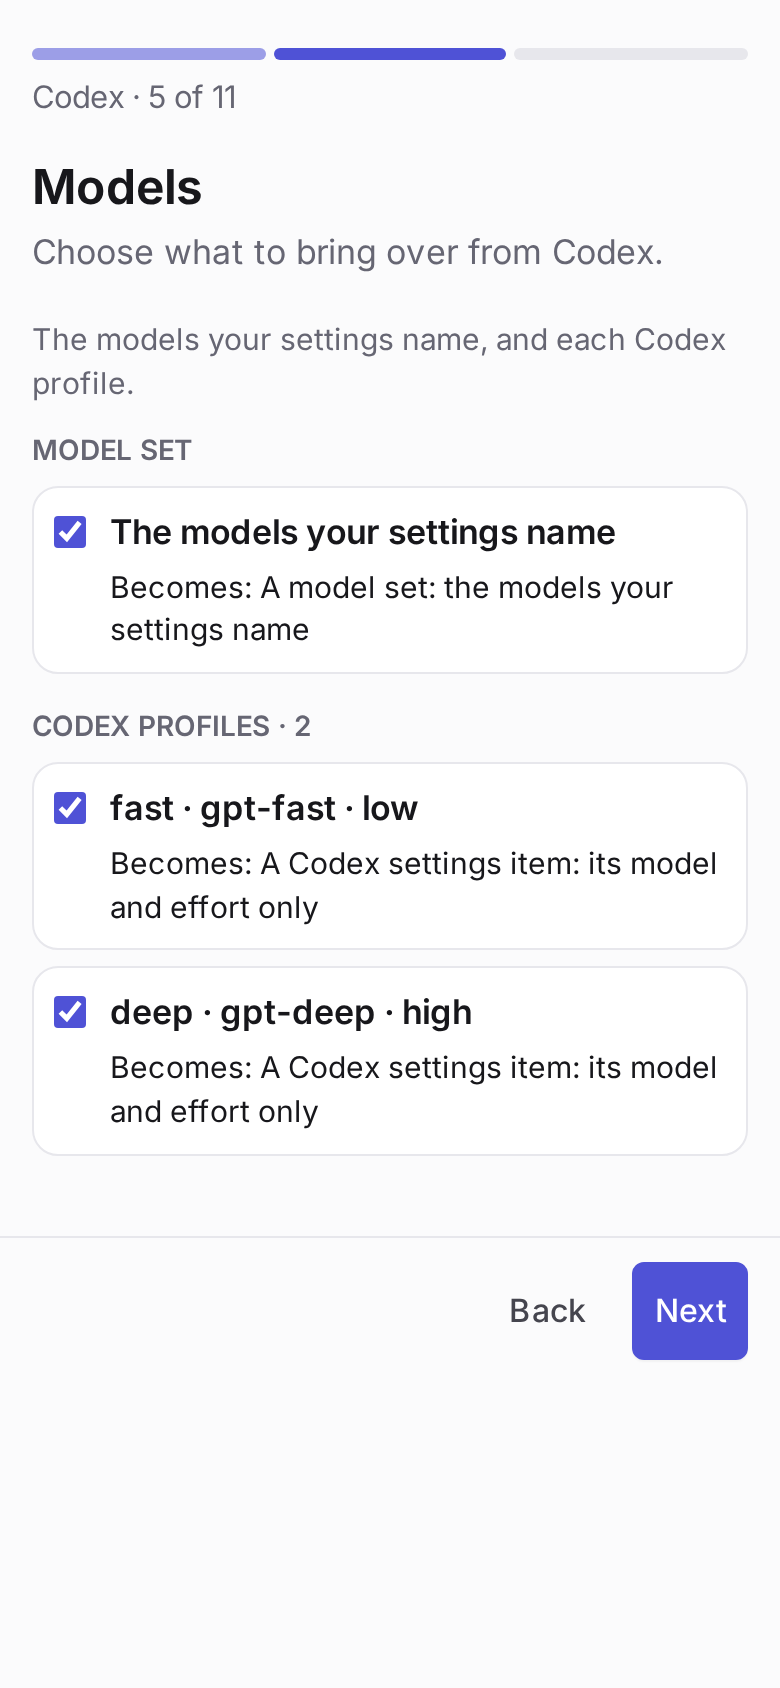 Codex · 5 of 11
Models
Choose what to bring over from Codex.
The models your settings name, and each Codex
profile.
MODEL SET
The models your settings name
Becomes: A model set: the models your
settings name
CODEX PROFILES · 2
fast · gpt-fast · low
Becomes: A Codex settings item: its model
and effort only
deep · gpt-deep · high
Becomes: A Codex settings item: its model
and effort only
Back
Next